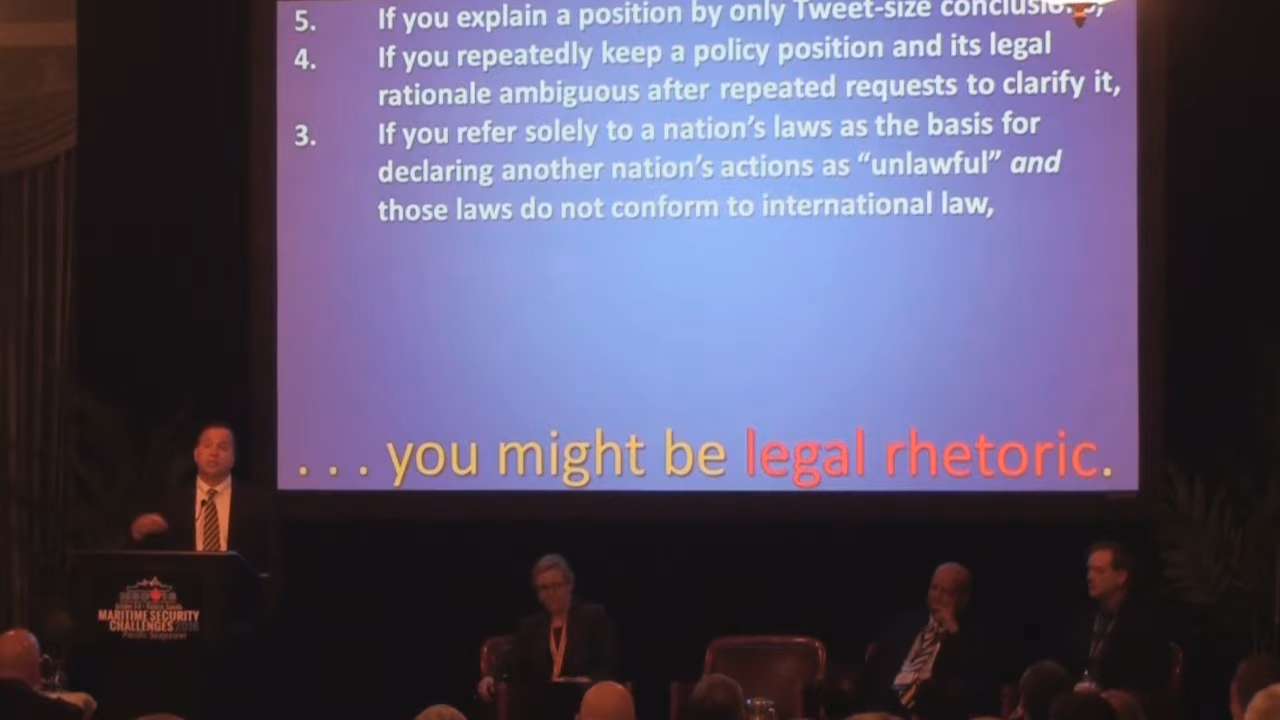 5. If you explain a position by only Tweet-size conclusions,
4. If you repeatedly keep a policy position and its legal
rationale ambiguous after repeated requests to clarify it,
3. If you refer solely to a nation’s laws as the basis for
declaring another nation’s actions as “unlawful” and
those laws do not conform to international law,
. . . you might be legal rhetoric.
MARITIME SECURITY
CHALLENGES
Pacific Seapower